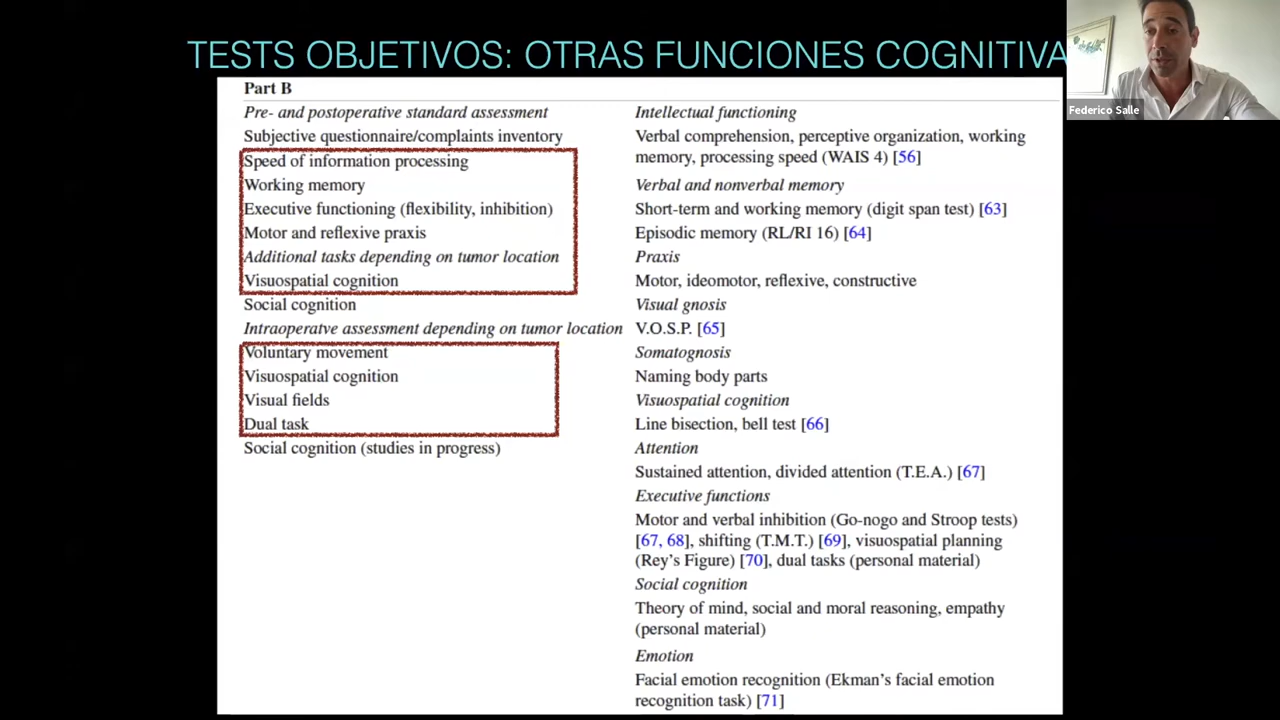 TESTS OBJETIVOS: OTRAS FUNCIONES COGNITIVA
Federico Salle
Part B
Pre- and postoperative standard assessment
Subjective questionnaire/complaints inventory
Speed of information processing
Working memory
Executive functioning (flexibility, inhibition)
Motor and reflexive praxis
Additional tasks depending on tumor location
Visuospatial cognition
Social cognition
Intraoperatve assessment depending on tumor location
Voluntary movement
Visuospatial cognition
Visual fields
Dual task
Social cognition (studies in progress)
Intellectual functioning
Verbal comprehension, perceptive organization, working
memory, processing speed (WAIS 4) [56]
Verbal and nonverbal memory
Short-term and working memory (digit span test) [63]
Episodic memory (RL/RI 16) [64]
Praxis
Motor, ideomotor, reflexive, constructive
Visual gnosis
V.O.S.P. [65]
Somatognosis
Naming body parts
Visuospatial cognition
Line bisection, bell test [66]
Attention
Sustained attention, divided attention (T.E.A.) [67]
Executive functions
Motor and verbal inhibition (Go-nogo and Stroop tests)
[67, 68], shifting (T.M.T.) [69], visuospatial planning
(Rey's Figure) [70], dual tasks (personal material)
Social cognition
Theory of mind, social and moral reasoning, empathy
(personal material)
Emotion
Facial emotion recognition (Ekman's facial emotion
recognition task) [71]